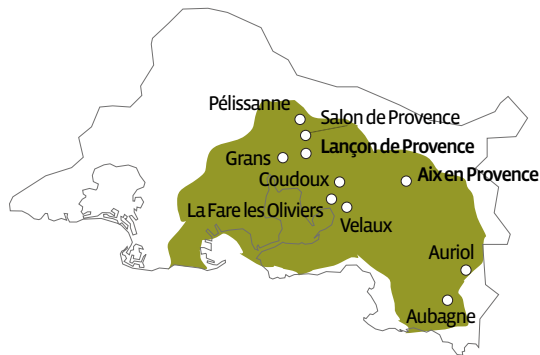 Pélissanne
Salon de Provence
Lançon de Provence
Grans
Coudoux
Aix en Provence
La Fare les Oliviers
Velaux
Auriol
Aubagne